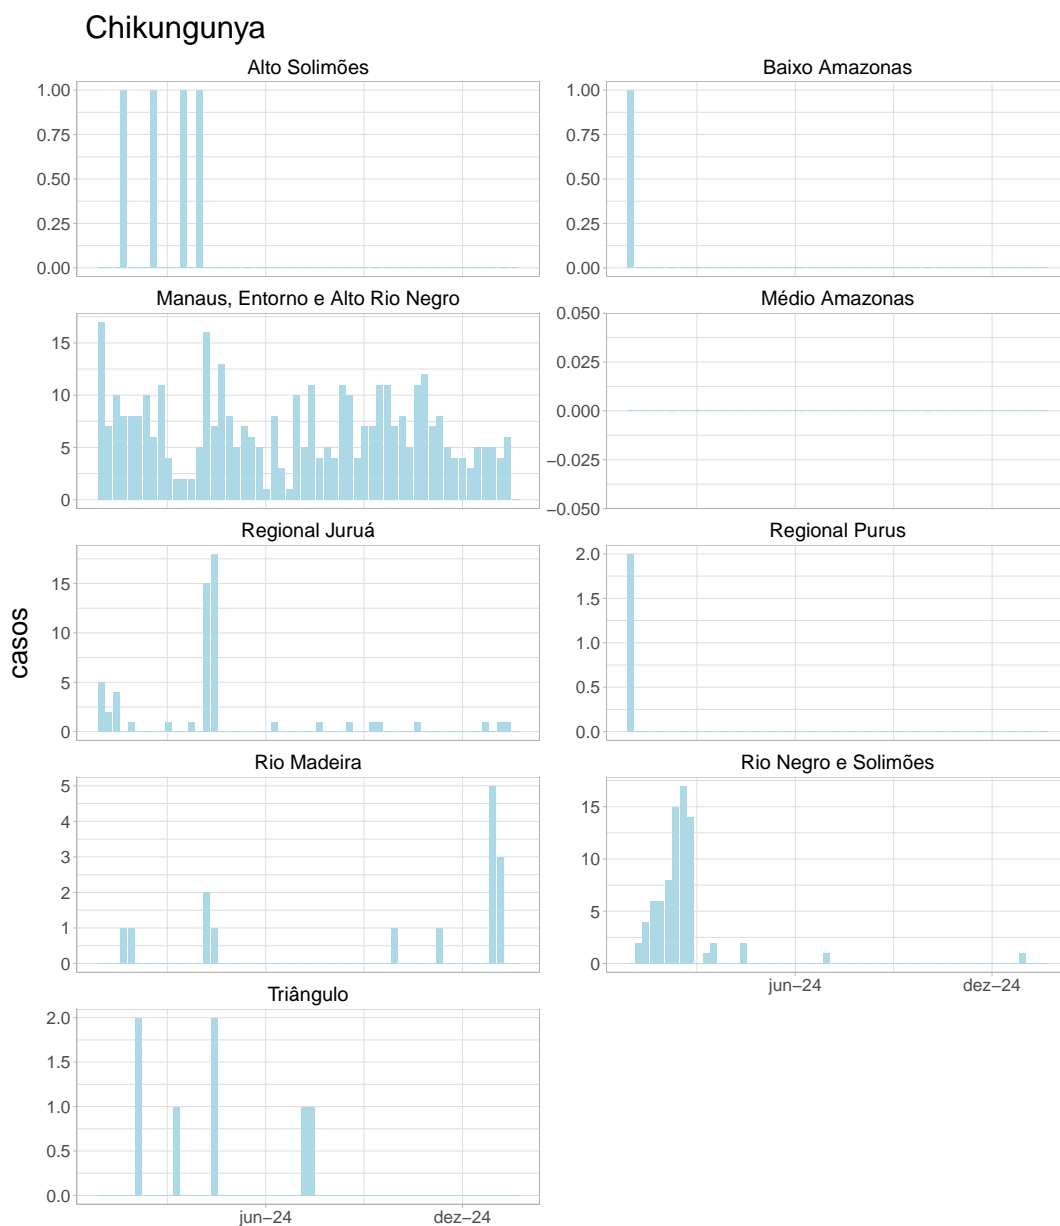 Chikungunya
Alto Solimões
Baixo Amazonas
1.00
0.75
0.50
0.25
0.00
1.00
0.75
0.50
0.25
0.00
Manaus, Entorno e Alto Rio Negro
Médio Amazonas
15
10
5
0
0.050
0.025
0.000
−0.025
−0.050
Regional Juruá
Regional Purus
15
10
5
0
2.0
1.5
1.0
0.5
0.0
casos
Rio Madeira
Rio Negro e Solimões
5
4
3
2
1
0
15
10
5
0
jun−24
dez−24
Triângulo
2.0
1.5
1.0
0.5
0.0
jun−24
dez−24